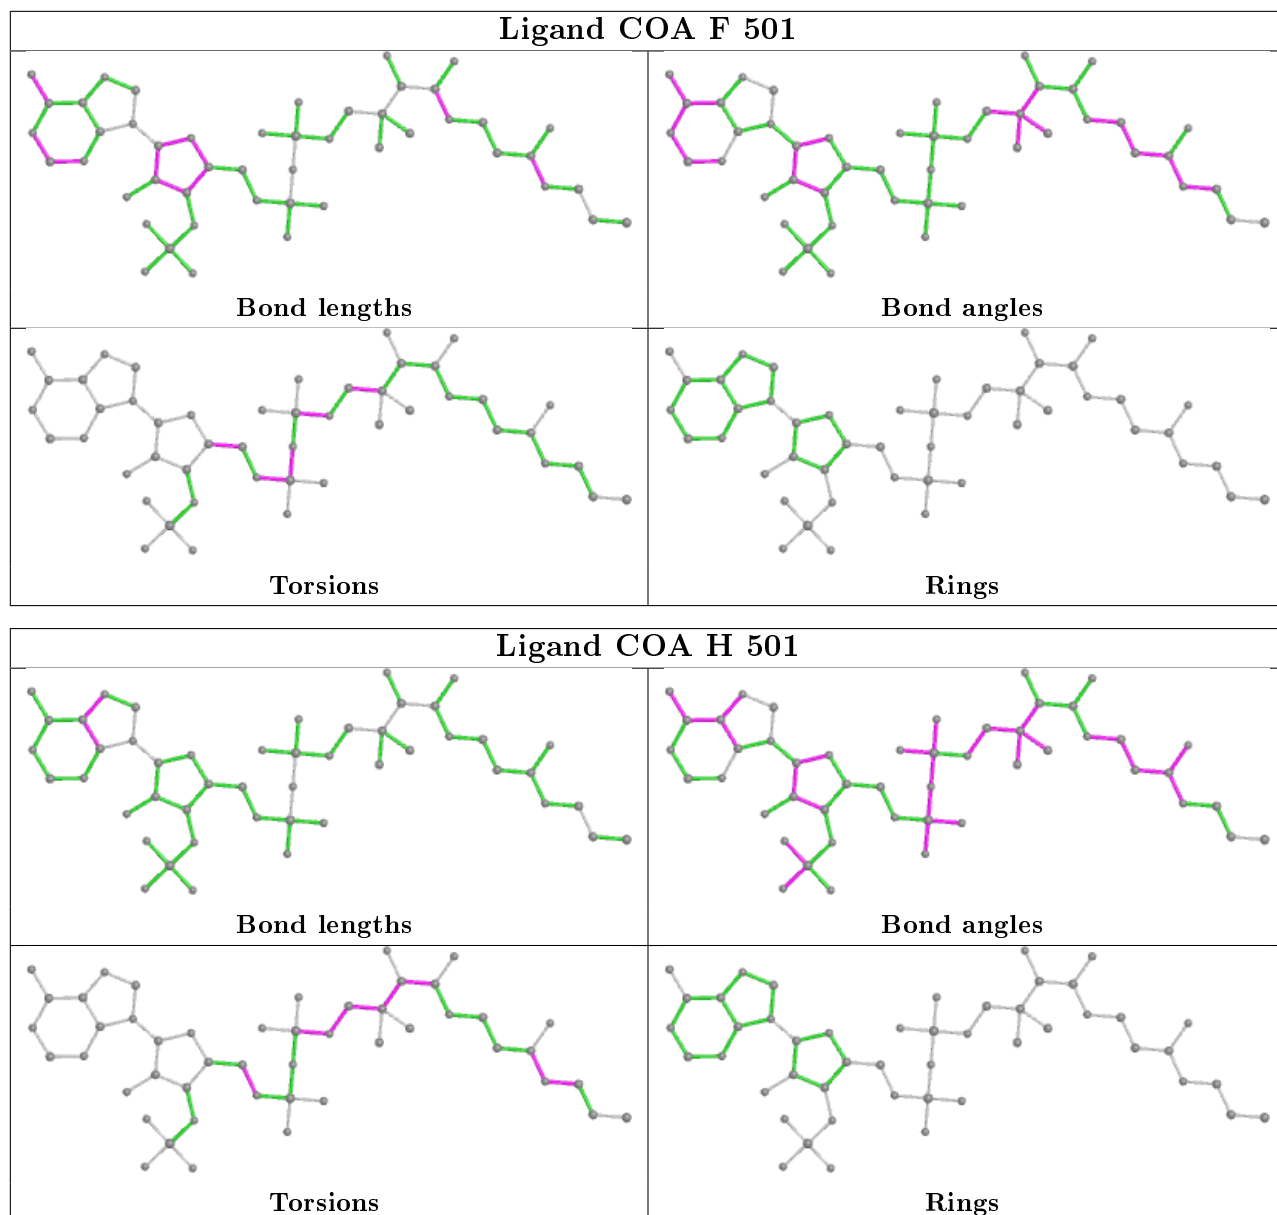 Ligand COA F 501
Bond lengths
Bond angles
Torsions
Rings
Ligand COA H 501
Bond lengths
Bond angles
Torsions
Rings